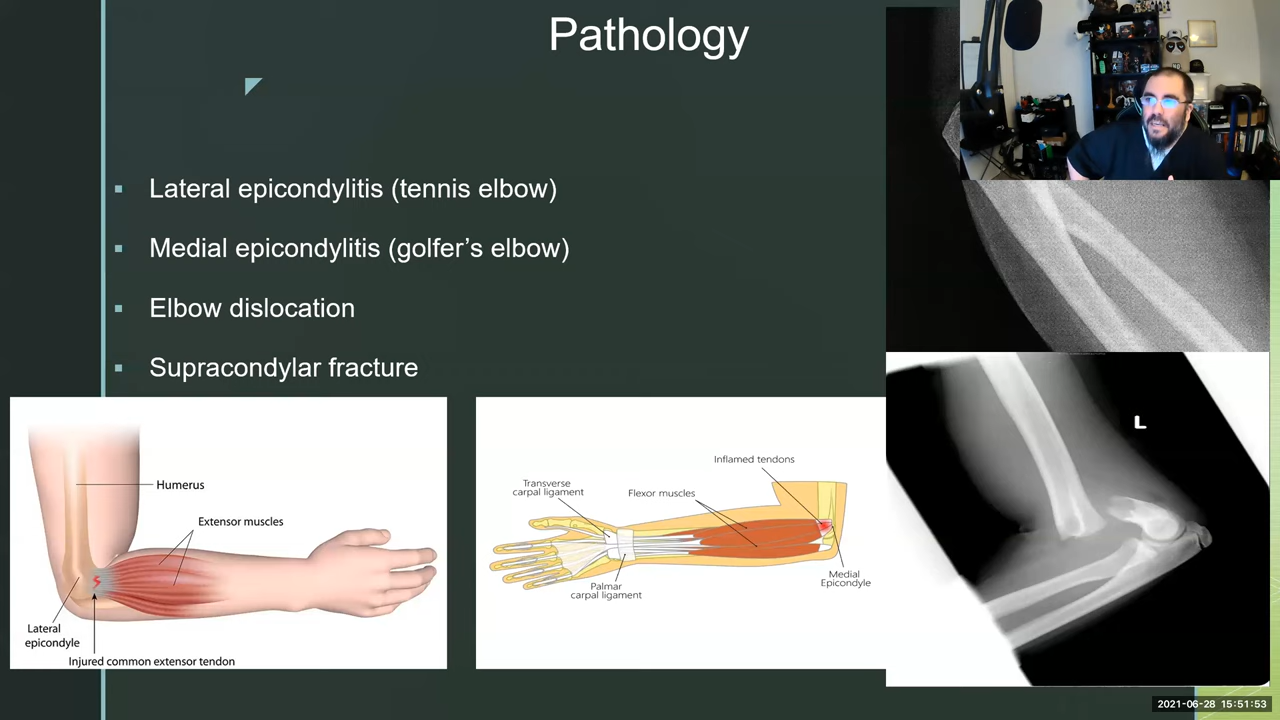 Pathology
▪ Lateral epicondylitis (tennis elbow)
▪ Medial epicondylitis (golfer’s elbow)
▪ Elbow dislocation
▪ Supracondylar fracture
Humerus
Extensor muscles
Lateral
epicondyle
Injured common extensor tendon
Inflamed tendons
Transverse
carpal ligament
Flexor muscles
Palmar
carpal ligament
Medial
Epicondyle
L
2021-06-28 15:51:53